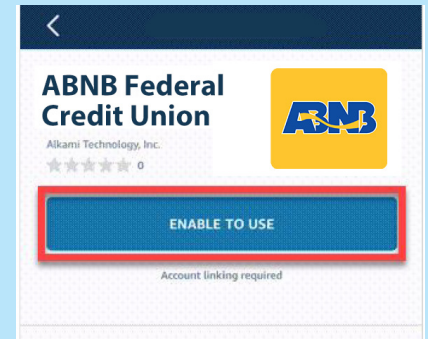 ABNB Federal
Credit Union
ABNB
Alkami Technology, Inc.
0
ENABLE TO USE
Account linking required